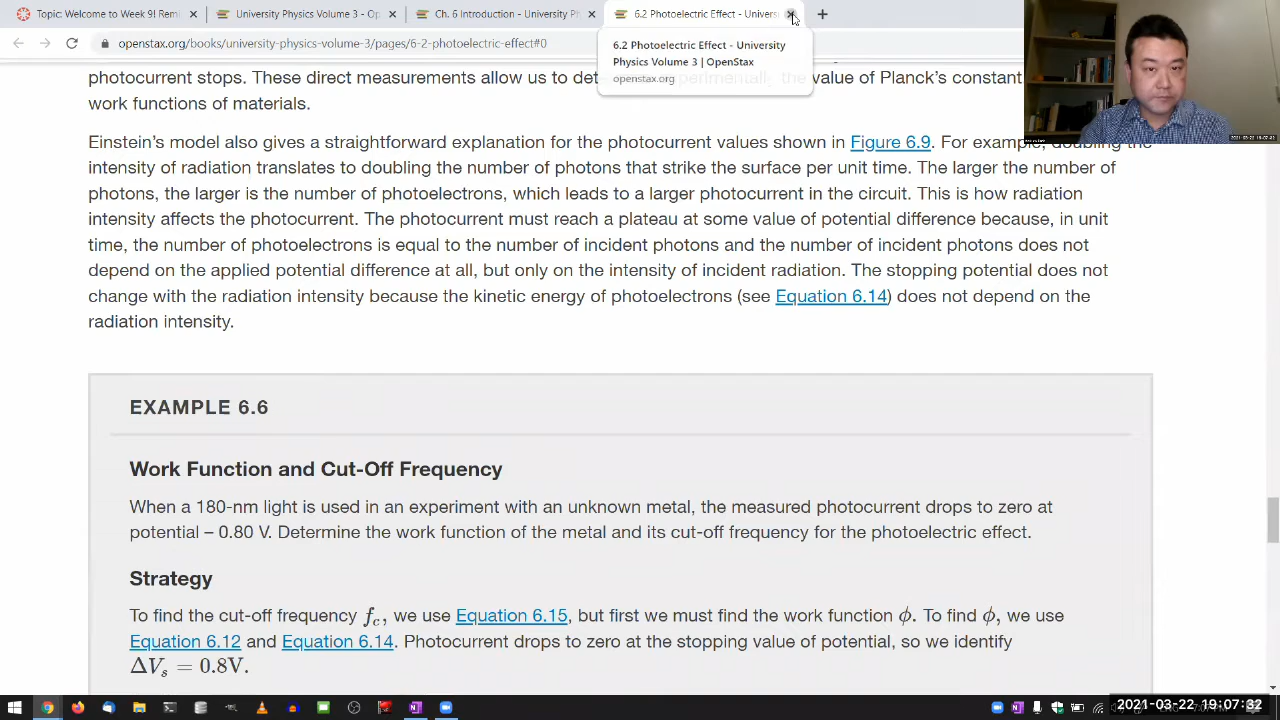 Topic: Welcome to Week 9! Rem
University Physics Volume 3 - O
Ch. 6 Introduction - University Ph
6.2 Photoelectric Effect - Univers
openstax.org/books/university-physics-volume-3/pages/6-2-photoelectric-effect#0
6.2 Photoelectric Effect - University
Physics Volume 3 | OpenStax
openstax.org
photocurrent stops. These direct measurements allow us to det experimentally, the value of Planck's constant
work functions of materials.
Einstein's model also gives a straightforward explanation for the photocurrent values shown in Figure 6.9. For example, doubling the
intensity of radiation translates to doubling the number of photons that strike the surface per unit time. The larger the number of
photons, the larger is the number of photoelectrons, which leads to a larger photocurrent in the circuit. This is how radiation
intensity affects the photocurrent. The photocurrent must reach a plateau at some value of potential difference because, in unit
time, the number of photoelectrons is equal to the number of incident photons and the number of incident photons does not
depend on the applied potential difference at all, but only on the intensity of incident radiation. The stopping potential does not
change with the radiation intensity because the kinetic energy of photoelectrons (see Equation 6.14) does not depend on the
radiation intensity.
EXAMPLE 6.6
Work Function and Cut-Off Frequency
When a 180-nm light is used in an experiment with an unknown metal, the measured photocurrent drops to zero at
potential – 0.80 V. Determine the work function of the metal and its cut-off frequency for the photoelectric effect.
Strategy
To find the cut-off frequency f_c, we use Equation 6.15, but first we must find the work function ϕ. To find ϕ, we use
Equation 6.12 and Equation 6.14. Photocurrent drops to zero at the stopping value of potential, so we identify
ΔV_s = 0.8V.
2021-03-22 19:07:32
2021-03-22 19:07:32